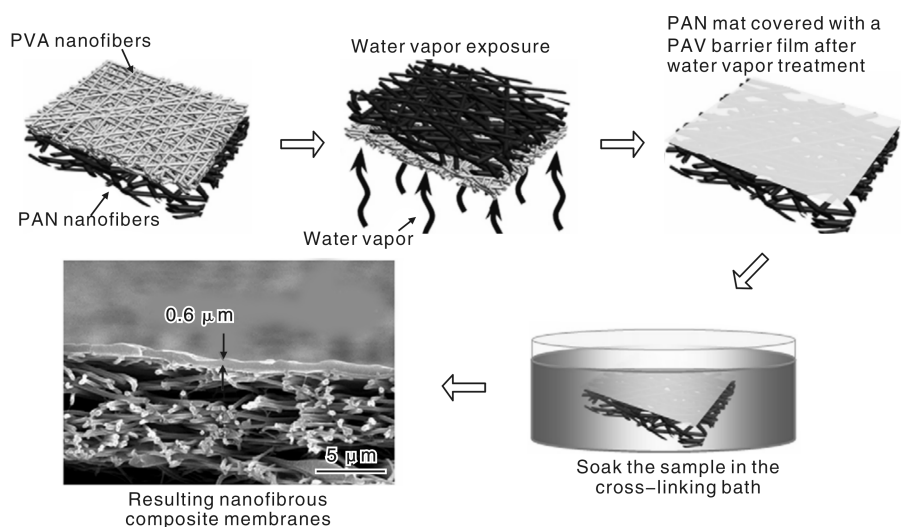 PVA nanofibers
PAN nanofibers
Water vapor exposure
Water vapor
PAN mat covered with a
PAV barrier film after
water vapor treatment
Soak the sample in the
cross-linking bath
0.6 μm
5 μm
Resulting nanofibrous
composite membranes